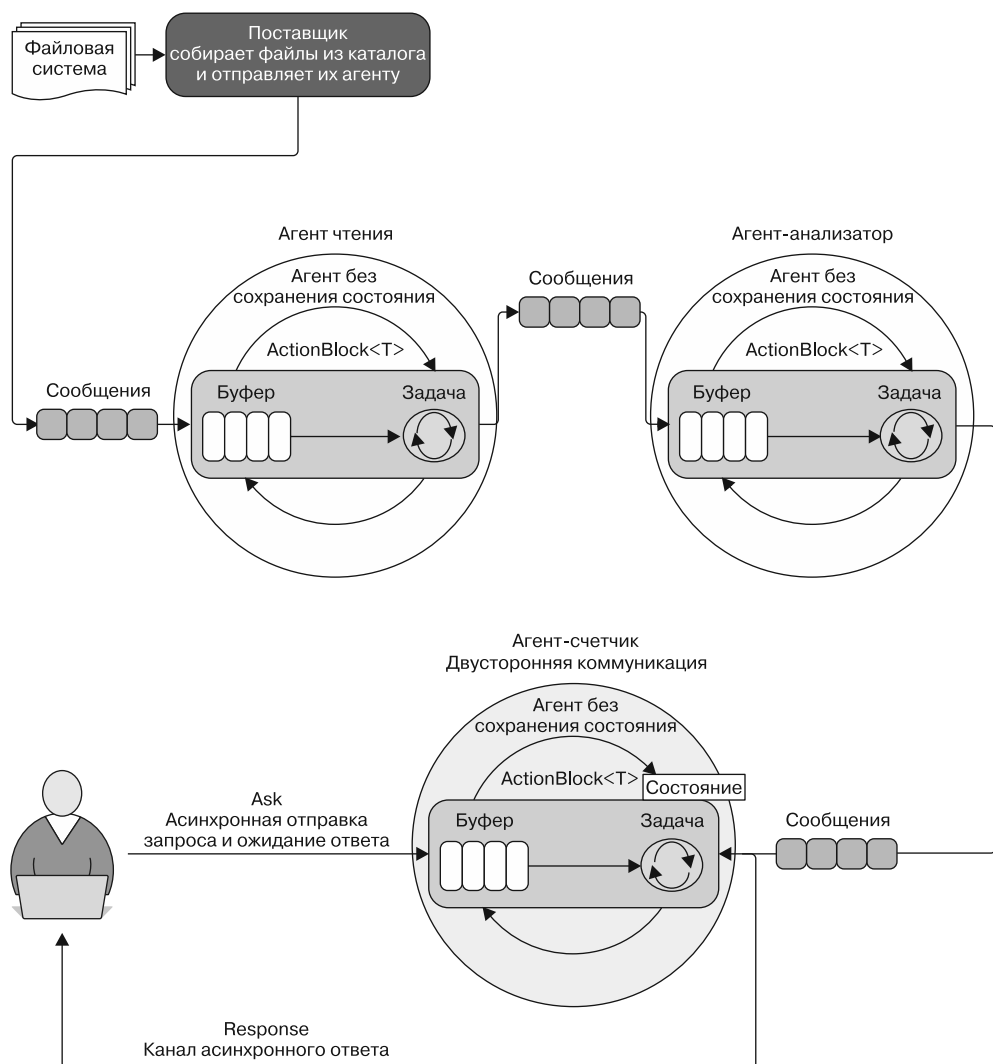 Файловая
система
Поставщик
собирает файлы из каталога
и отправляет их агенту
Агент чтения
Агент без
сохранения состояния
ActionBlock<T>
Сообщения
Буфер
Задача
Сообщения
Агент-анализатор
Агент без
сохранения состояния
ActionBlock<T>
Буфер
Задача
Агент-счетчик
Двусторонняя коммуникация
Агент без
сохранения состояния
ActionBlock<T>
Состояние
Ask
Асинхронная отправка
запроса и ожидание ответа
Буфер
Задача
Сообщения
Response
Канал асинхронного ответа